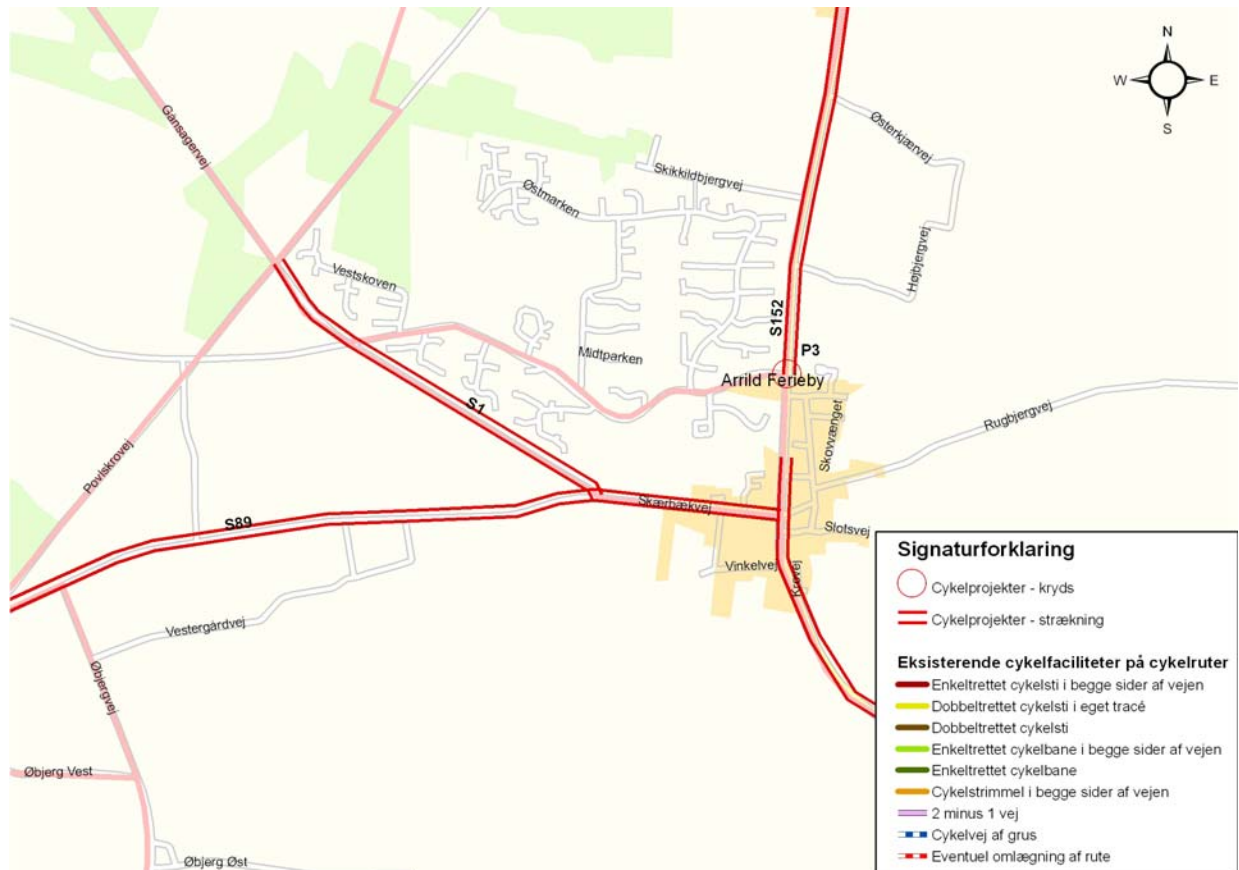 N
W
E
S
Gånsagervej
Østerkjærvej
Skikkildbjergvej
Østmarken
Højbjergvej
Vestskoven
S152
Midtparken
P3
Arrild Ferieby
S1
Skovvænget
Rugbjergvej
Povlskrovej
Skærbækvej
S89
Slotsvej
Vinkelvej
Krovej
Vestergårdvej
Øbjergvej
Øbjerg Vest
Øbjerg Øst
Signaturforklaring
Cykelprojekter - kryds
Cykelprojekter - strækning
Eksisterende cykelfaciliteter på cykelruter
Enkeltrettet cykelsti i begge sider af vejen
Dobbeltrettet cykelsti i eget tracé
Dobbeltrettet cykelsti
Enkeltrettet cykelbane i begge sider af vejen
Enkeltrettet cykelbane
Cykelstrimmel i begge sider af vejen
2 minus 1 vej
Cykelvej af grus
Eventuel omlægning af rute